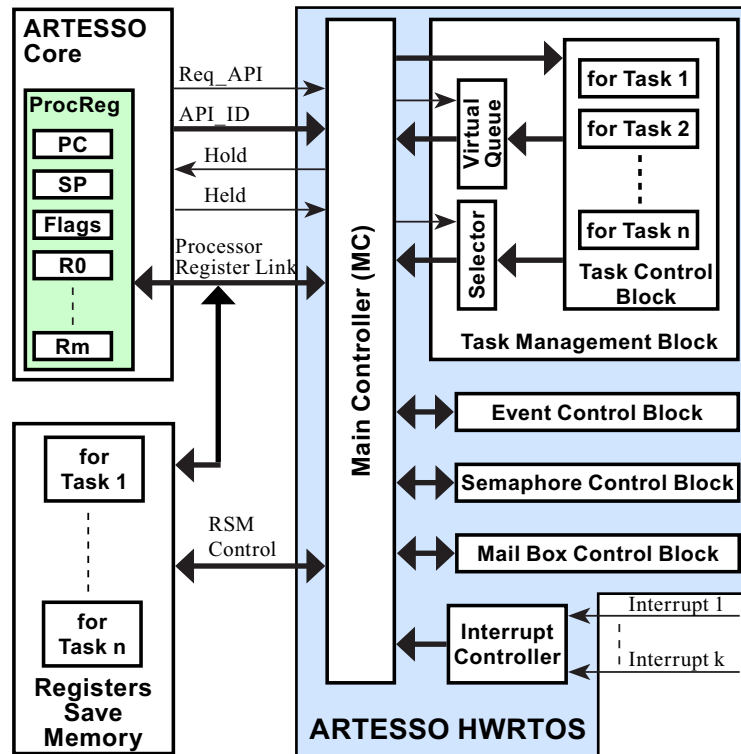 ARTESSO
Core
ProcReg
PC
SP
Flags
R0
Rm
Req_API
API_ID
Hold
Held
Processor
Register Link
for
Task 1
for
Task n
Registers
Save
Memory
RSM
Control
Main Controller (MC)
Virtual
Queue
Selector
for Task 1
for Task 2
for Task n
Task Control
Block
Task Management Block
Event Control Block
Semaphore Control Block
Mail Box Control Block
Interrupt
Controller
Interrupt 1
Interrupt k
ARTESSO HWRTOS